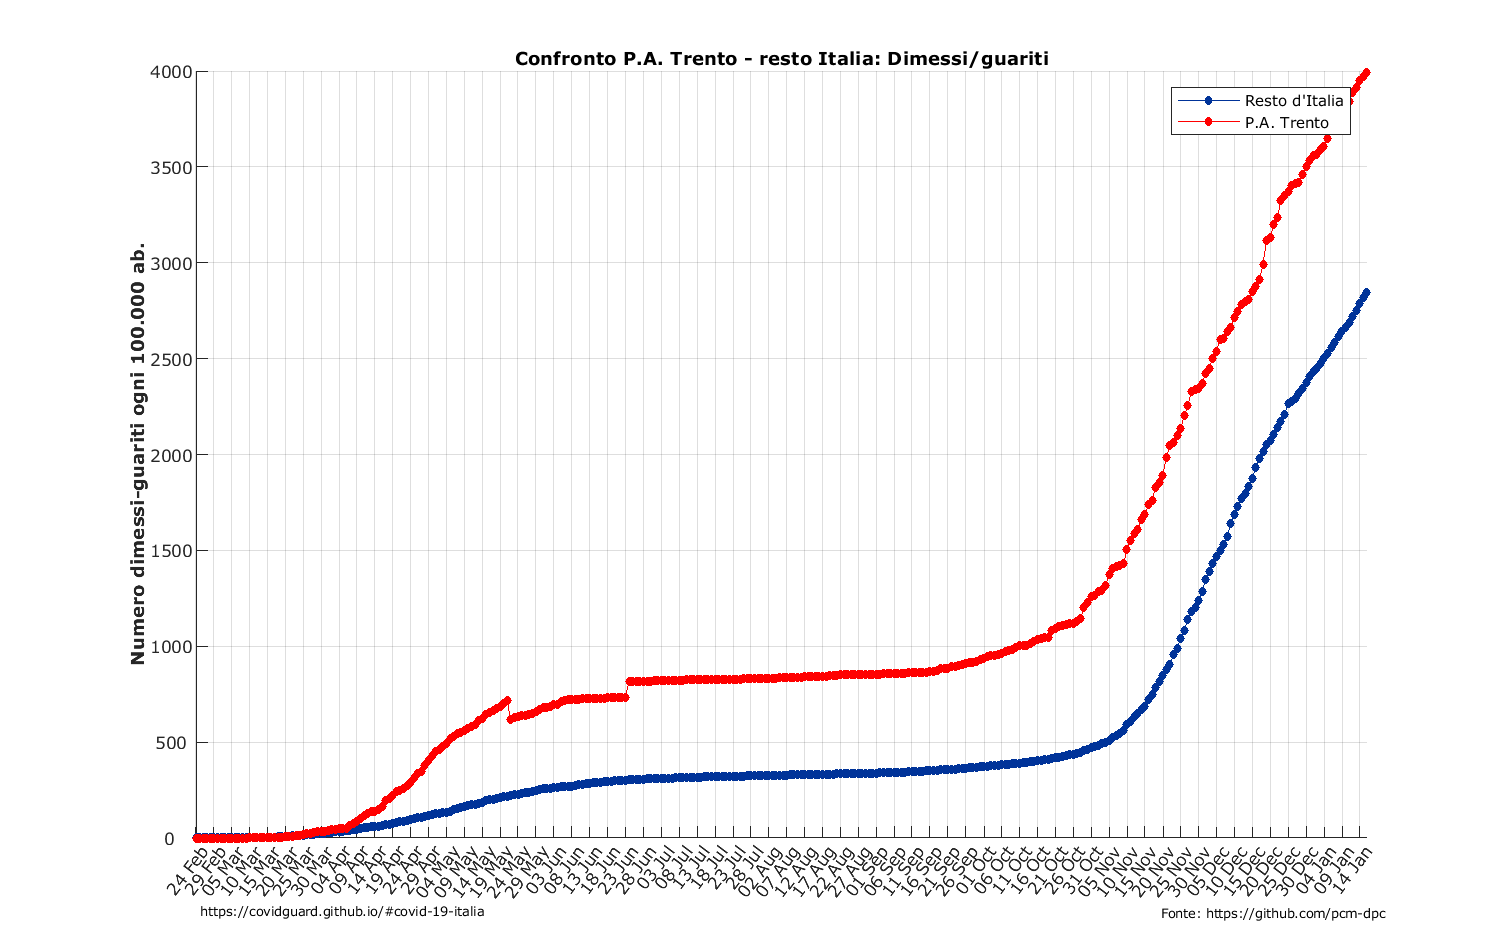 Confronto P.A. Trento - resto Italia: Dimessi/guariti
Resto d'Italia
P.A. Trento
Numero dimessi-guariti ogni 100.000 ab.
4000
3500
3000
2500
2000
1500
1000
500
0
24 Feb
29 Feb
05 Mar
10 Mar
15 Mar
20 Mar
25 Mar
30 Mar
04 Apr
09 Apr
14 Apr
19 Apr
24 Apr
29 Apr
04 May
09 May
14 May
19 May
24 May
29 May
03 Jun
08 Jun
13 Jun
18 Jun
23 Jun
28 Jun
03 Jul
08 Jul
13 Jul
18 Jul
23 Jul
28 Jul
02 Aug
07 Aug
12 Aug
17 Aug
22 Aug
27 Aug
01 Sep
06 Sep
11 Sep
16 Sep
21 Sep
26 Sep
01 Oct
06 Oct
11 Oct
16 Oct
21 Oct
26 Oct
31 Oct
05 Nov
10 Nov
15 Nov
20 Nov
25 Nov
30 Nov
05 Dec
10 Dec
15 Dec
20 Dec
25 Dec
30 Dec
04 Jan
09 Jan
14 Jan
https://covidguard.github.io/#covid-19-italia
Fonte: https://github.com/pcm-dpc